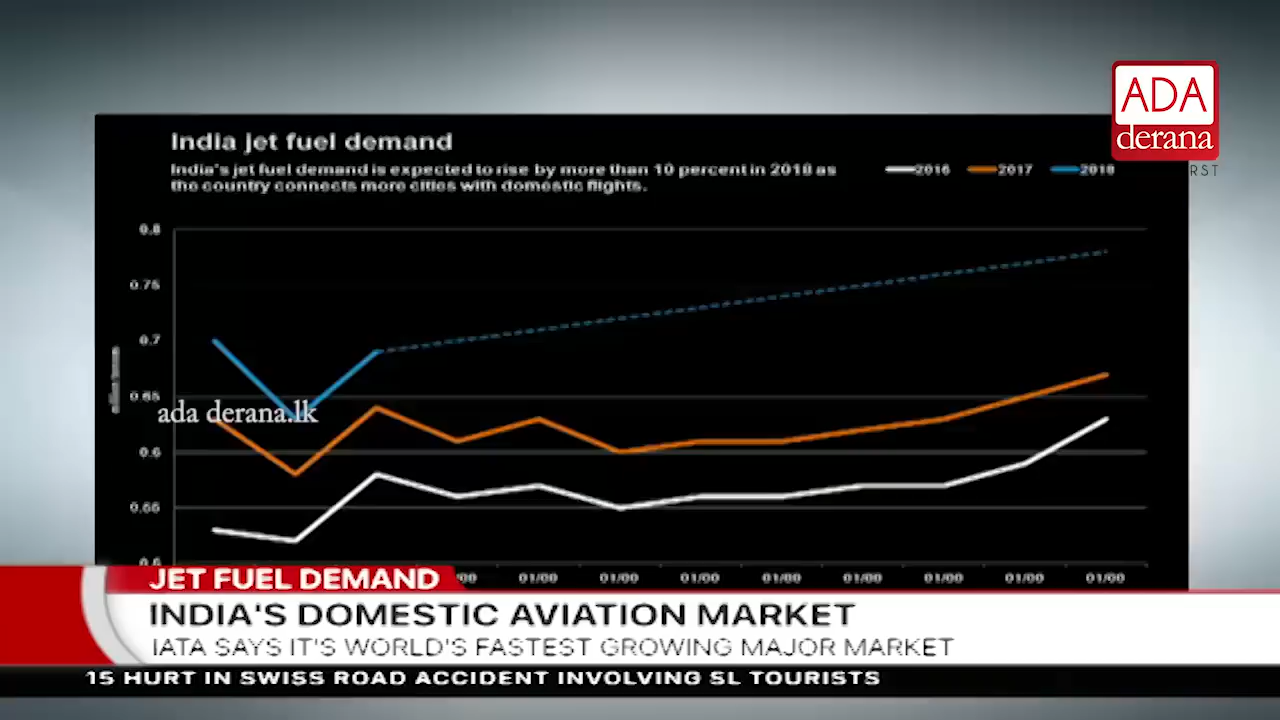 ADA
derana
RST
India jet fuel demand
India's jet fuel demand is expected to rise by more than 10 percent in 2018 as
the country connects more cities with domestic flights.
2016 2017 2018
0.8
0.75
0.7
0.65
ada derana.lk
0.6
0.55
01/00 01/00 01/00 01/00 01/00 01/00 01/00 01/00
JET FUEL DEMAND
INDIA'S DOMESTIC AVIATION MARKET
IATA SAYS IT'S WORLD'S FASTEST GROWING MAJOR MARKET
15 HURT IN SWISS ROAD ACCIDENT INVOLVING SL TOURISTS